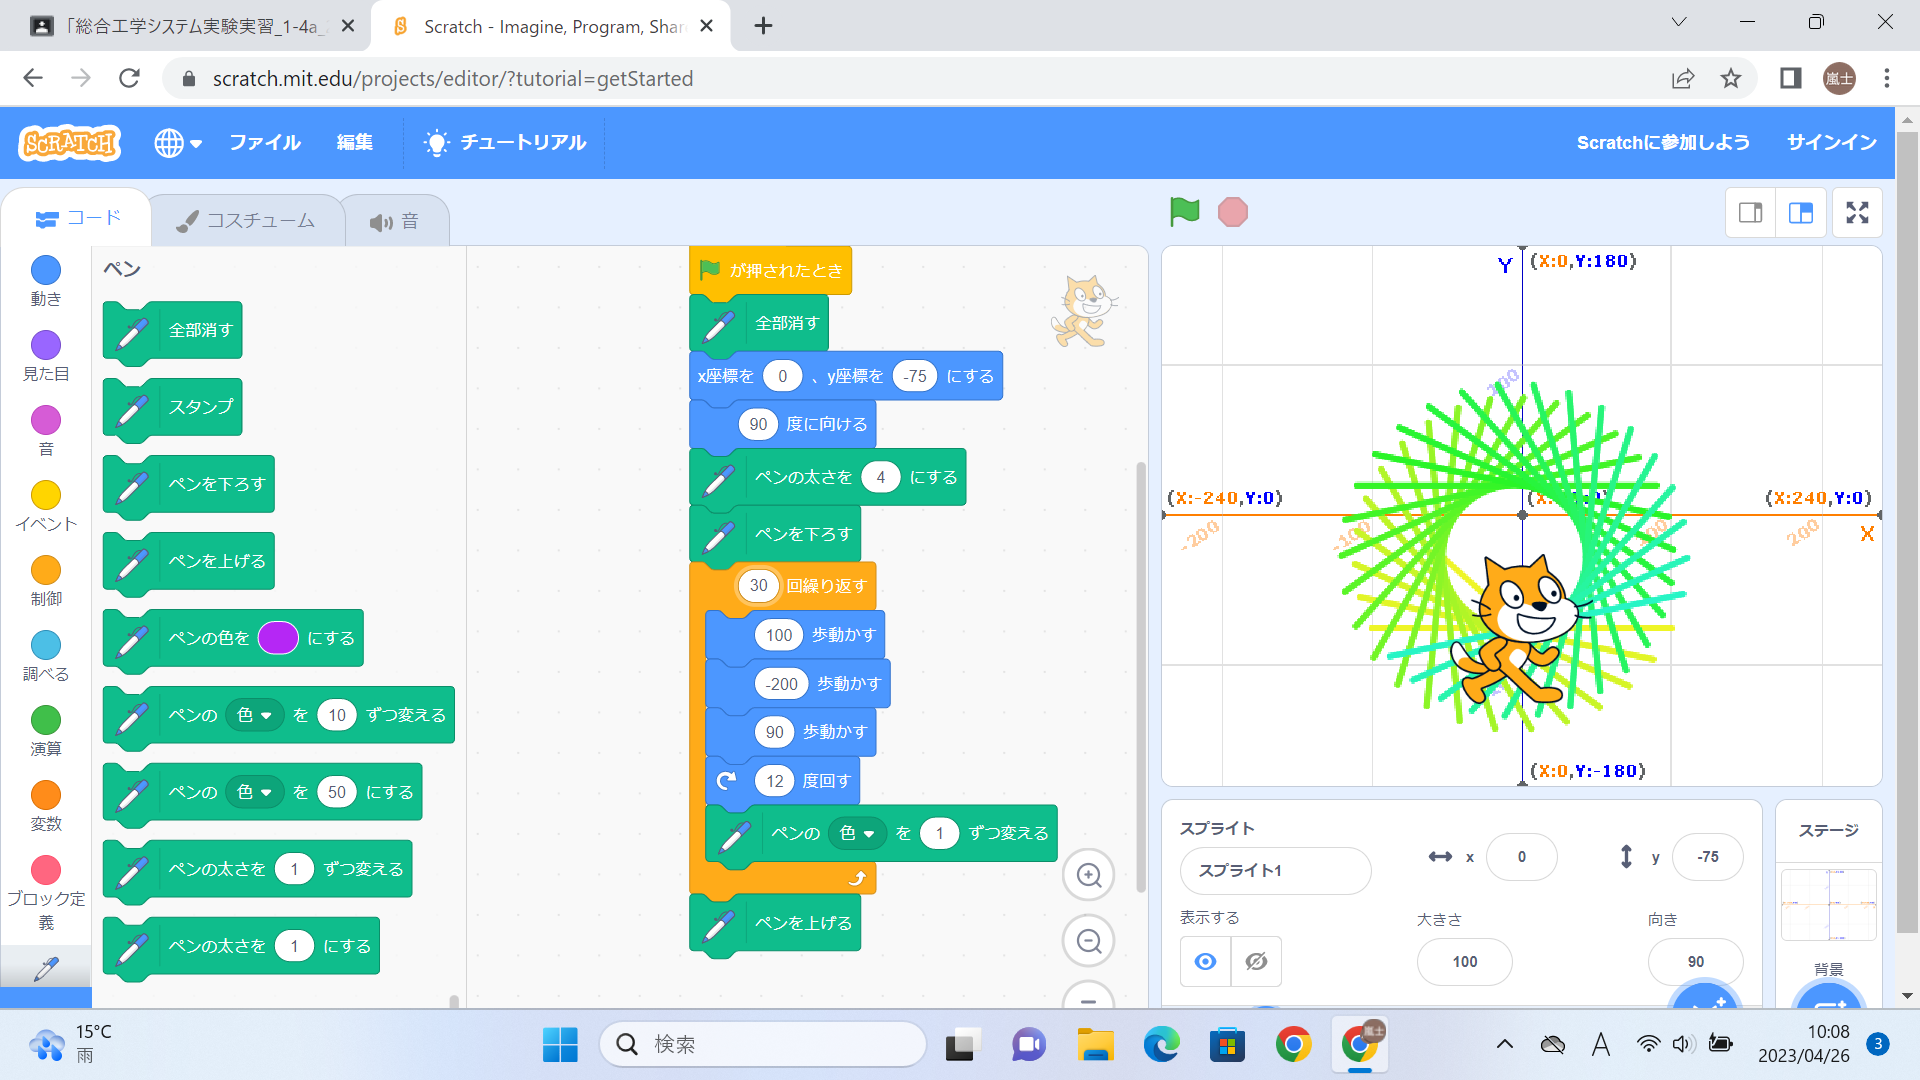 「総合工学システム実験実習_1-4a_
Scratch - Imagine, Program, Shar
scratch.mit.edu/projects/editor/?tutorial=getStarted
嵐士
SCRATCH
ファイル
編集
チュートリアル
Scratchに参加しよう
サインイン
コード
コスチューム
音
動き
見た目
音
イベント
制御
調べる
演算
変数
ブロック定
義
ペン
全部消す
スタンプ
ペンを下ろす
ペンを上げる
ペンの色を にする
ペンの 色 を 10 ずつ変える
ペンの 色 を 50 にする
ペンの太さを 1 ずつ変える
ペンの太さを 1 にする
が押されたとき
全部消す
x座標を 0 、y座標を -75 にする
90 度に向ける
ペンの太さを 4 にする
ペンを下ろす
30 回繰り返す
100 歩動かす
-200 歩動かす
90 歩動かす
12 度回す
ペンの 色 を 1 ずつ変える
ペンを上げる
Y (X:0,Y:180)
100
(X:-240,Y:0)
(X:240,Y:0)
-200
-100
200
X
(X:0,Y:-180)
スプライト
スプライト1
x 0
y -75
表示する
大きさ
100
向き
90
ステージ
背景
15°C
雨
検索
嵐士
A
10:08
2023/04/26
3